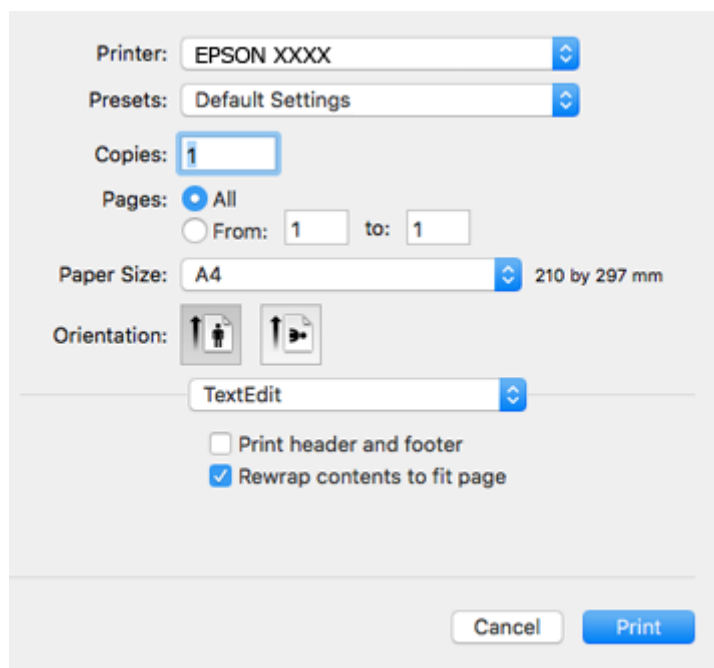 Printer: EPSON XXXX
Presets: Default Settings
Copies: 1
Pages: All
From: 1 to: 1
Paper Size: A4 210 by 297 mm
Orientation:
TextEdit
Print header and footer
Rewrap contents to fit page
Cancel Print